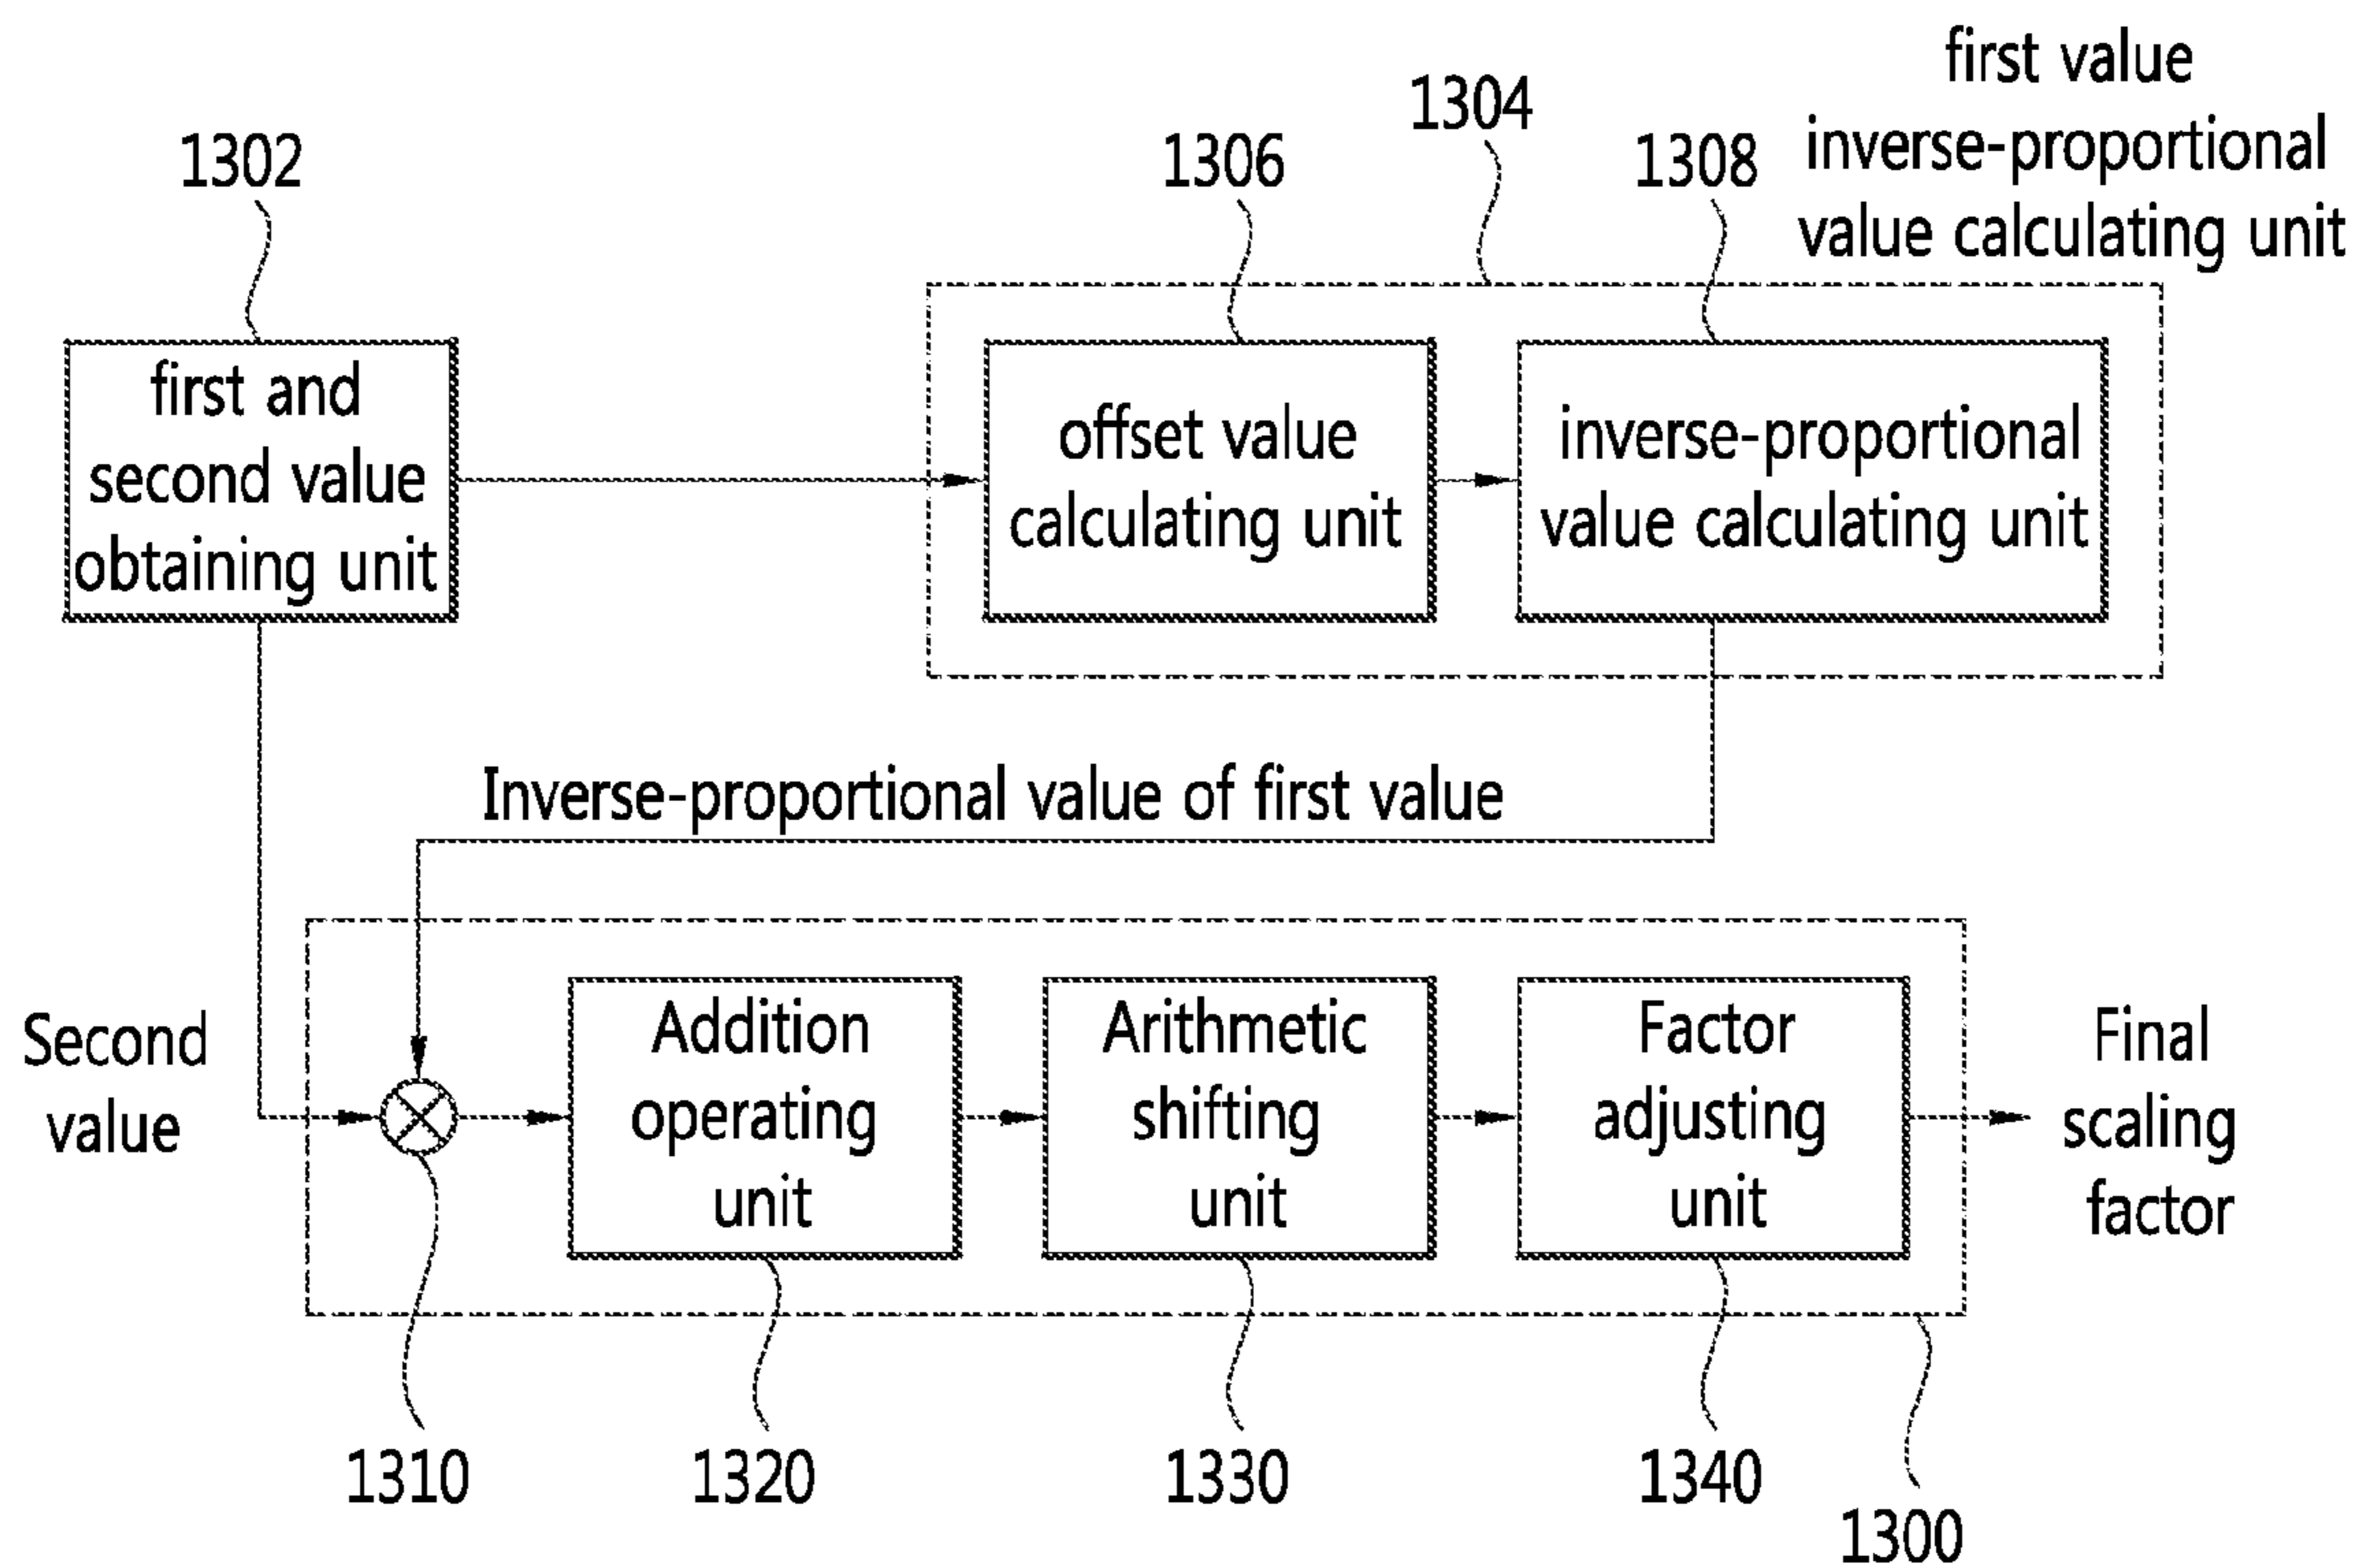 first value
inverse-proportional
value calculating unit
1304
1302
1306
1308
first and
second value
obtaining unit
offset value
calculating unit
inverse-proportional
value calculating unit
Inverse-proportional value of first value
Second
value
Addition
operating
unit
Arithmetic
shifting
unit
Factor
adjusting
unit
Final
scaling
factor
1310
1320
1330
1340
1300